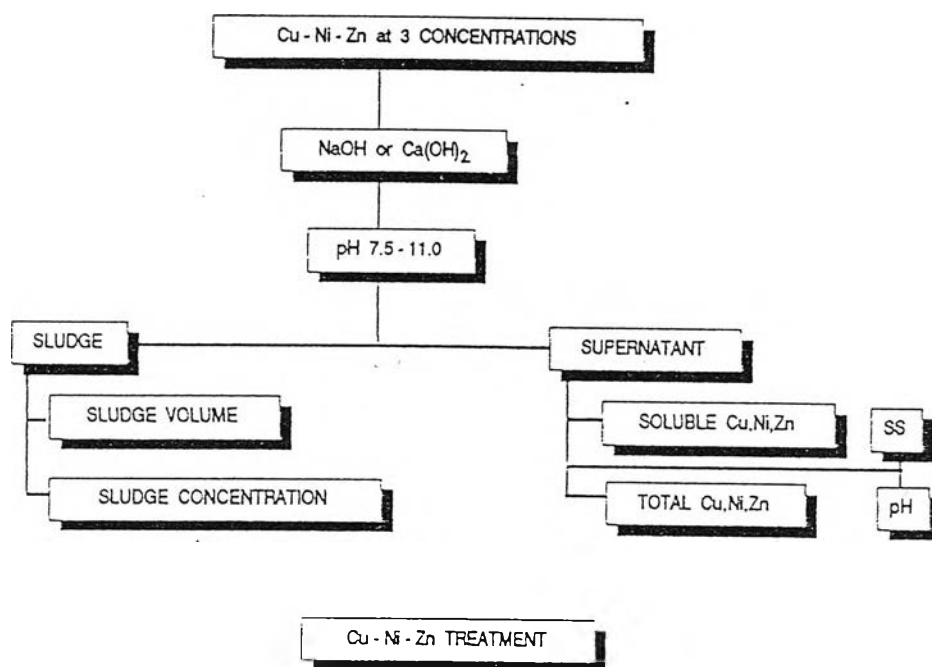 Cu - Ni - Zn at 3 CONCENTRATIONS
NaOH or Ca(OH)2
pH 7.5 - 11.0
SLUDGE
SUPERNATANT
SLUDGE VOLUME
SOLUBLE Cu,Ni,Zn
SS
SLUDGE CONCENTRATION
TOTAL Cu,Ni,Zn
pH
Cu - Ni - Zn TREATMENT